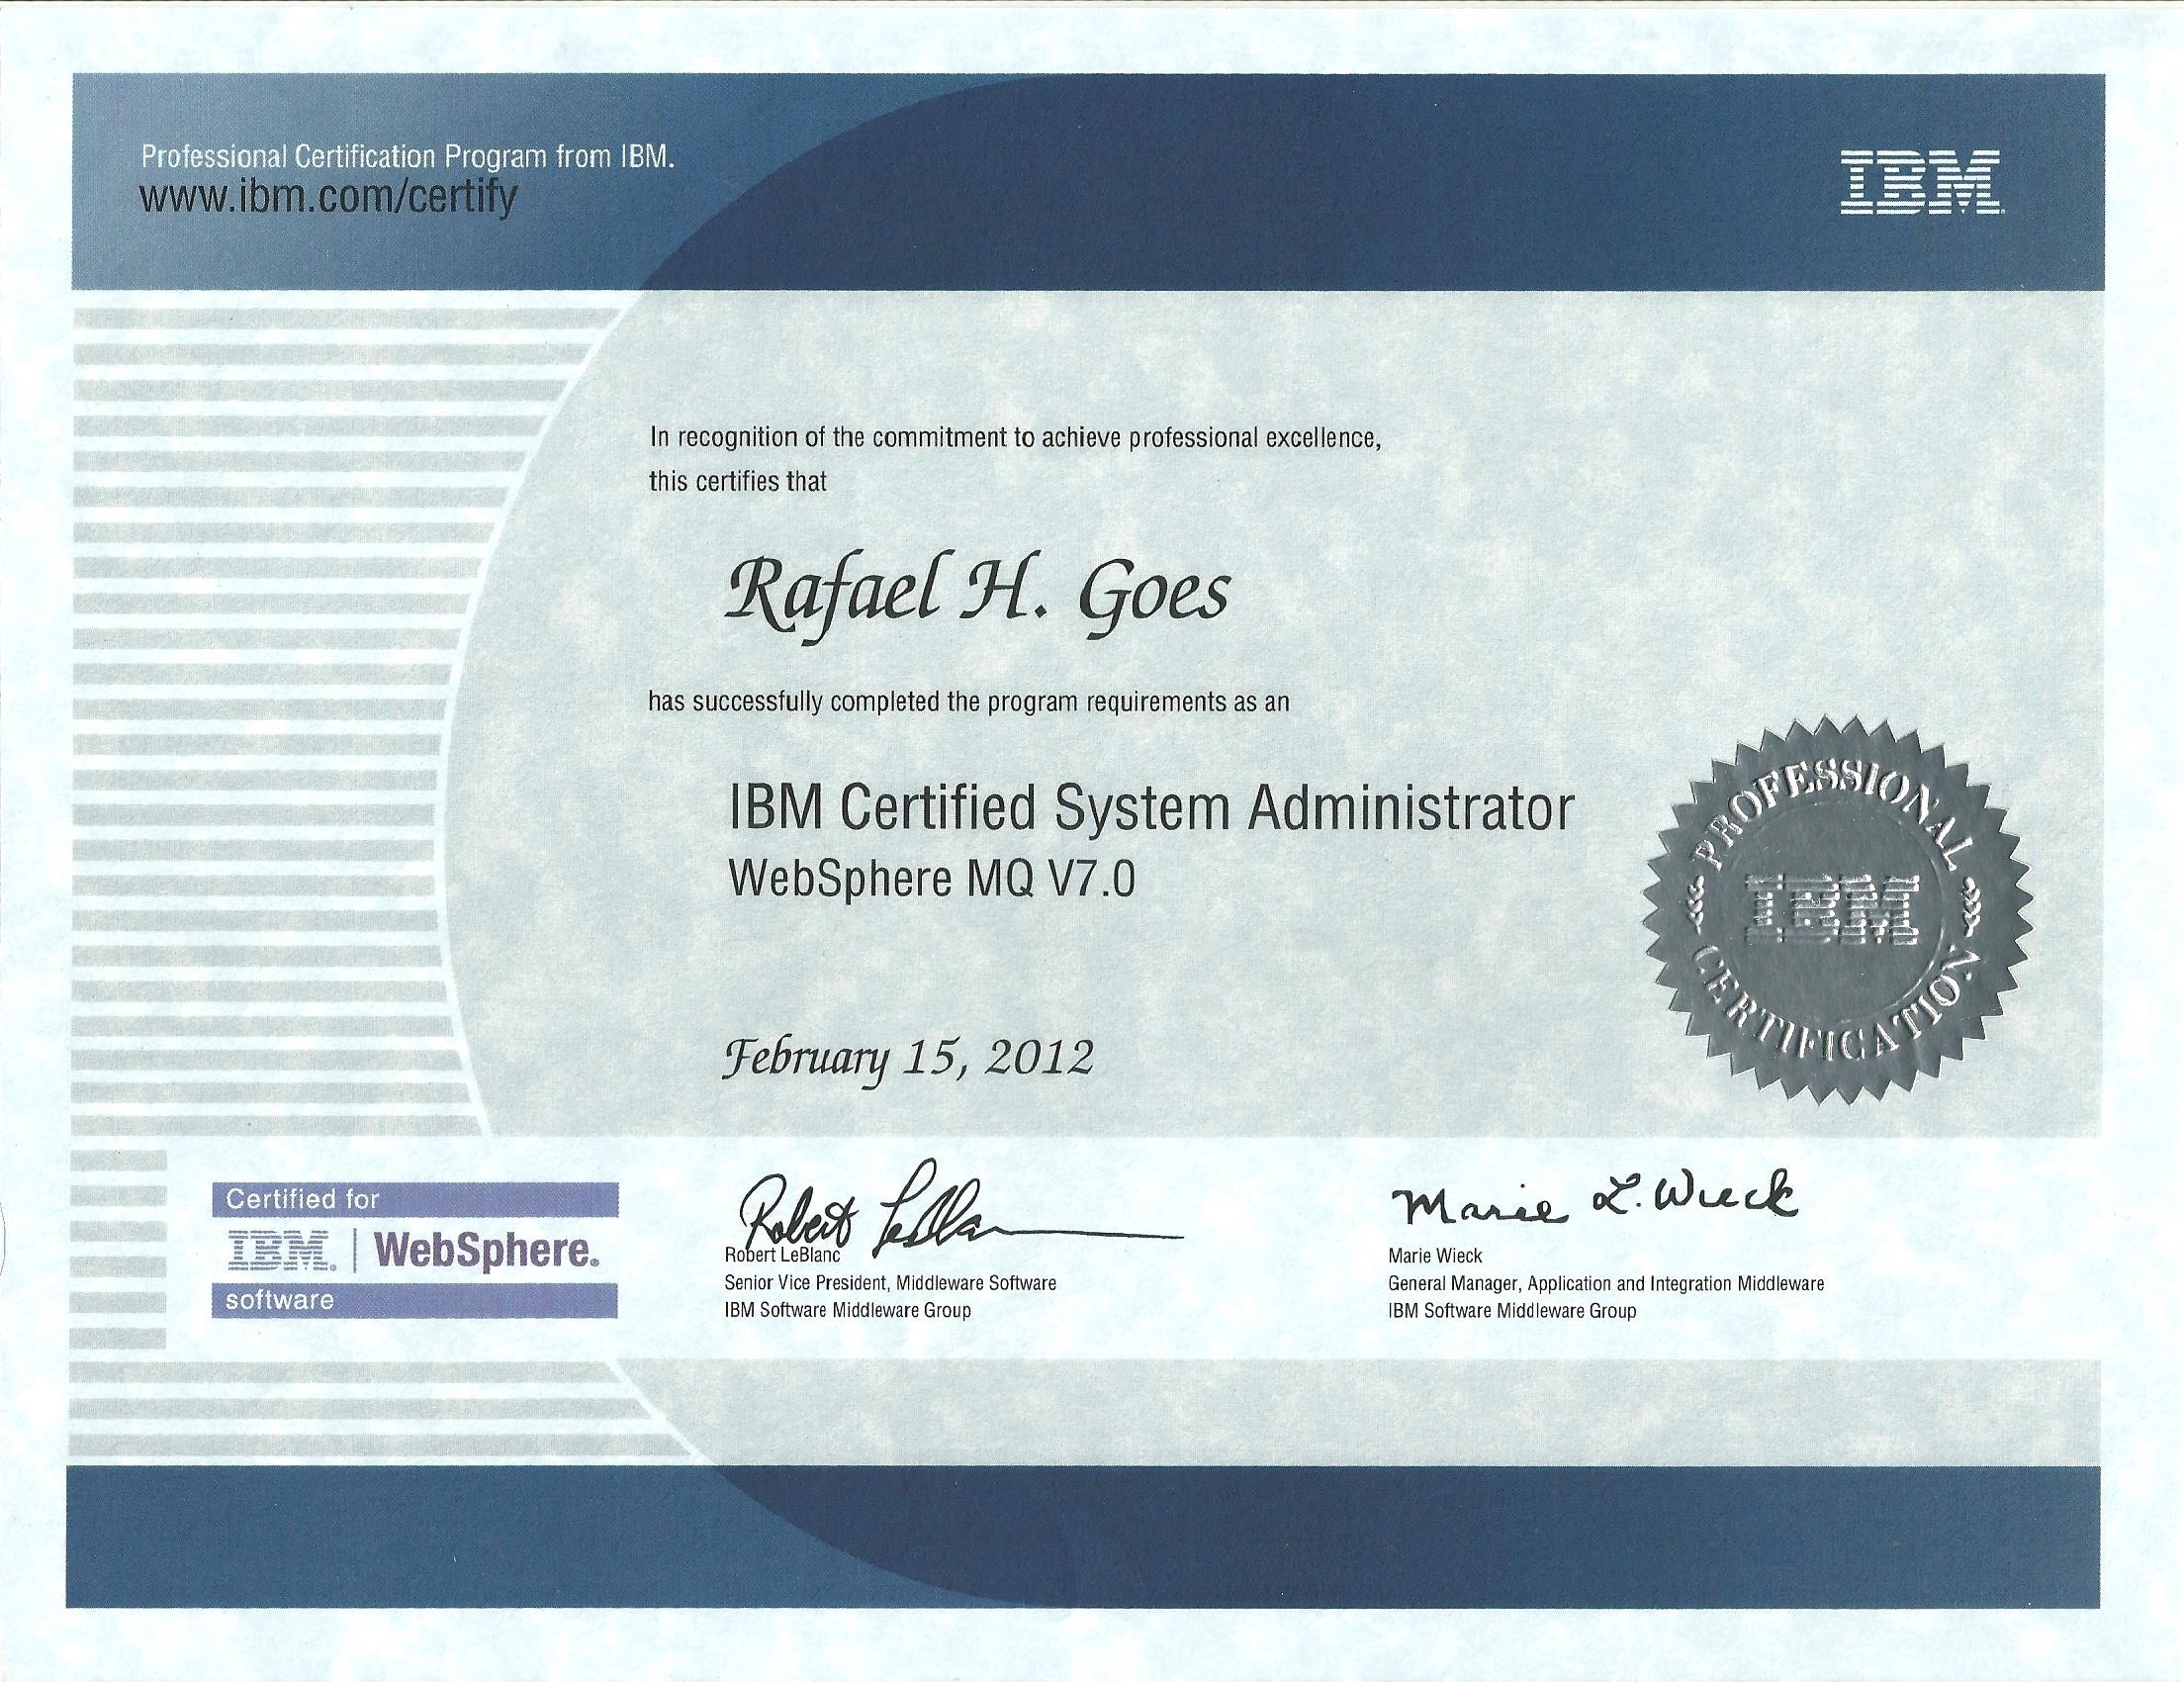 Professional Certification Program from IBM.
www.ibm.com/certify
IBM
In recognition of the commitment to achieve professional excellence,
this certifies that
Rafael H. Goes
has successfully completed the program requirements as an
IBM Certified System Administrator
WebSphere MQ V7.0
PROFESSIONAL
IBM
CERTIFICATION
February 15, 2012
Certified for
IBM. | WebSphere.
software
Robert LeBlanc
Robert LeBlanc
Senior Vice President, Middleware Software
IBM Software Middleware Group
Marie L. Wieck
Marie Wieck
General Manager, Application and Integration Middleware
IBM Software Middleware Group